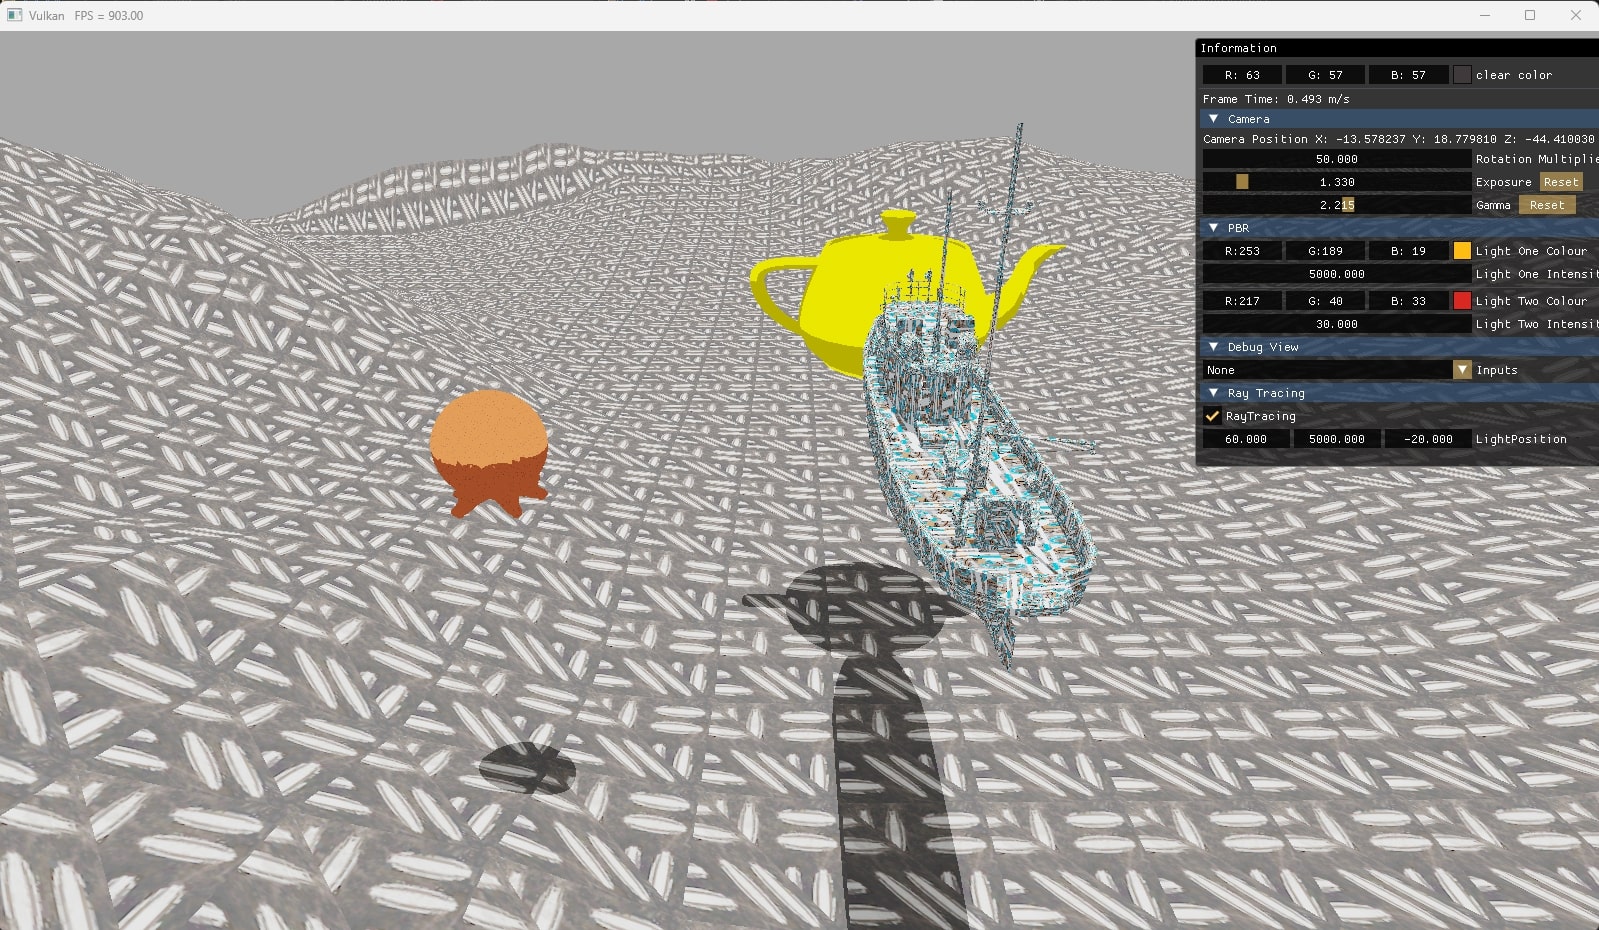 Vulkan FPS = 903.00
Information
R: 63 G: 57 B: 57 clear color
Frame Time: 0.493 m/s
Camera
Camera Position X: -13.578237 Y: 18.779810 Z: -44.410030
50.000 Rotation Multiplie
1.330 Exposure Reset
2.215 Gamma Reset
PBR
R:253 G:189 B: 19 Light One Colour
5000.000 Light One Intensit
R:217 G: 40 B: 33 Light Two Colour
30.000 Light Two Intensit
Debug View
None Inputs
Ray Tracing
RayTracing
60.000 5000.000 -20.000 LightPosition